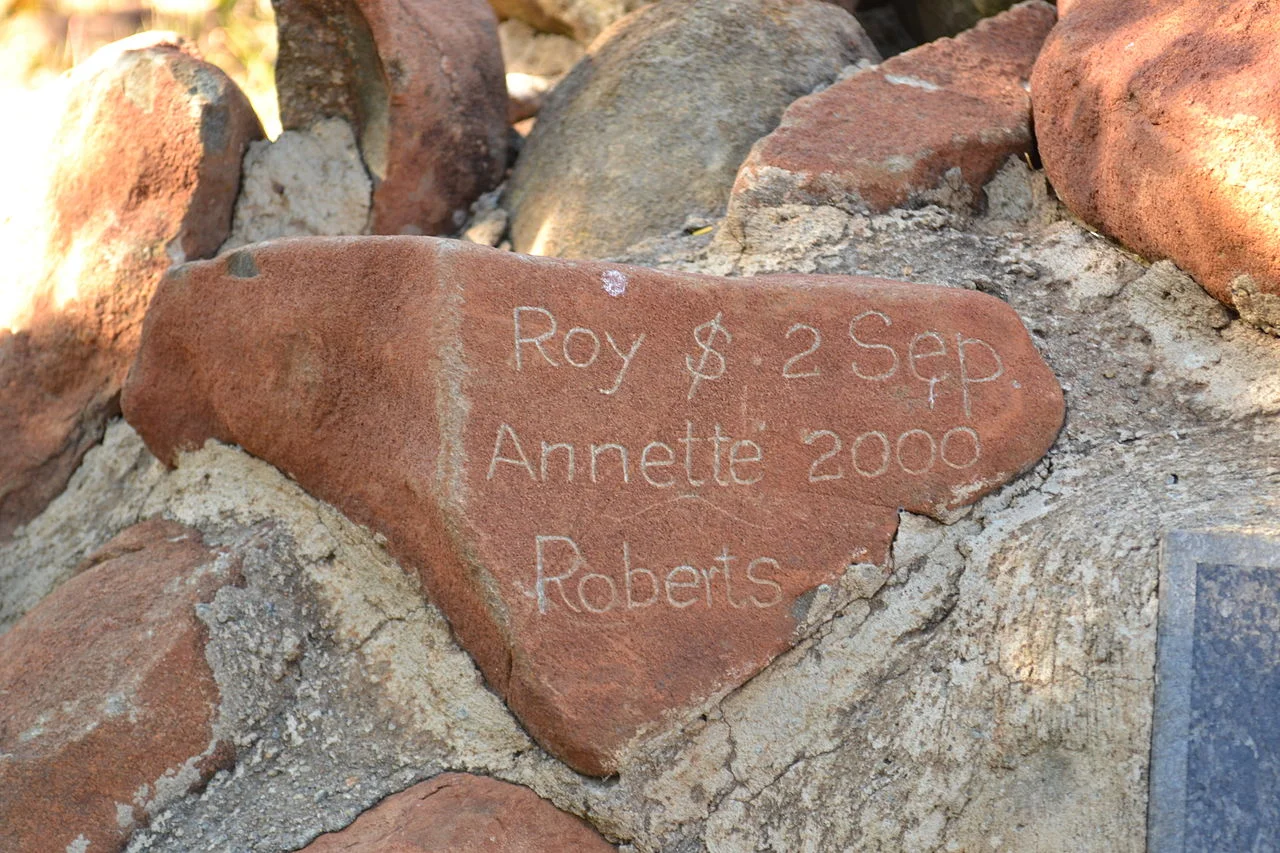 Roy $ 2 Sep
Annette 2000
Roberts